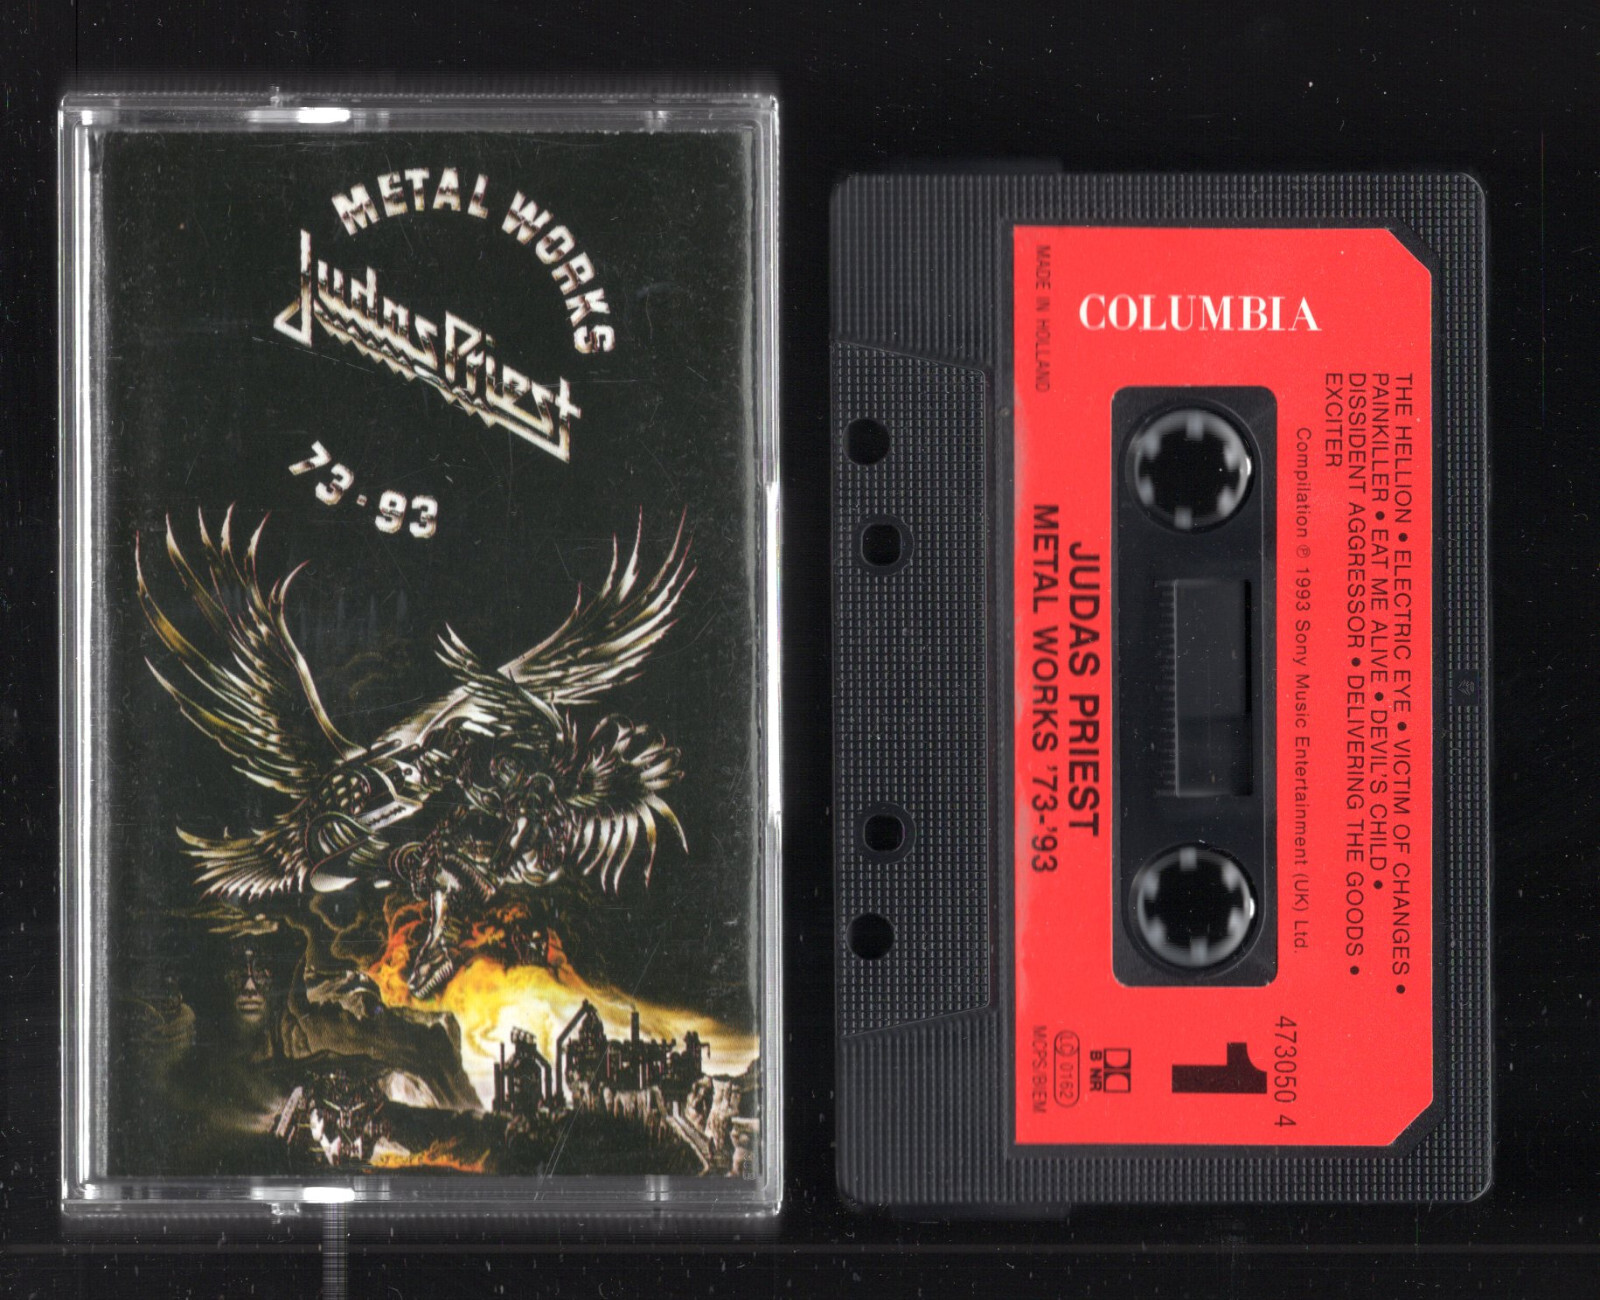 METAL WORKS
Judas Priest
73·93
COLUMBIA
MADE IN HOLLAND
THE HELLION • ELECTRIC EYE • VICTIM OF CHANGES •
PAINKILLER • EAT ME ALIVE • DEVIL'S CHILD •
DISSIDENT AGGRESSOR • DELIVERING THE GOODS •
EXCITER
Compilation ℗ 1993 Sony Music Entertainment (UK) Ltd.
JUDAS PRIEST
METAL WORKS '73-'93
473050 4
1
B NR
LC 0162
MCPS/BIEM